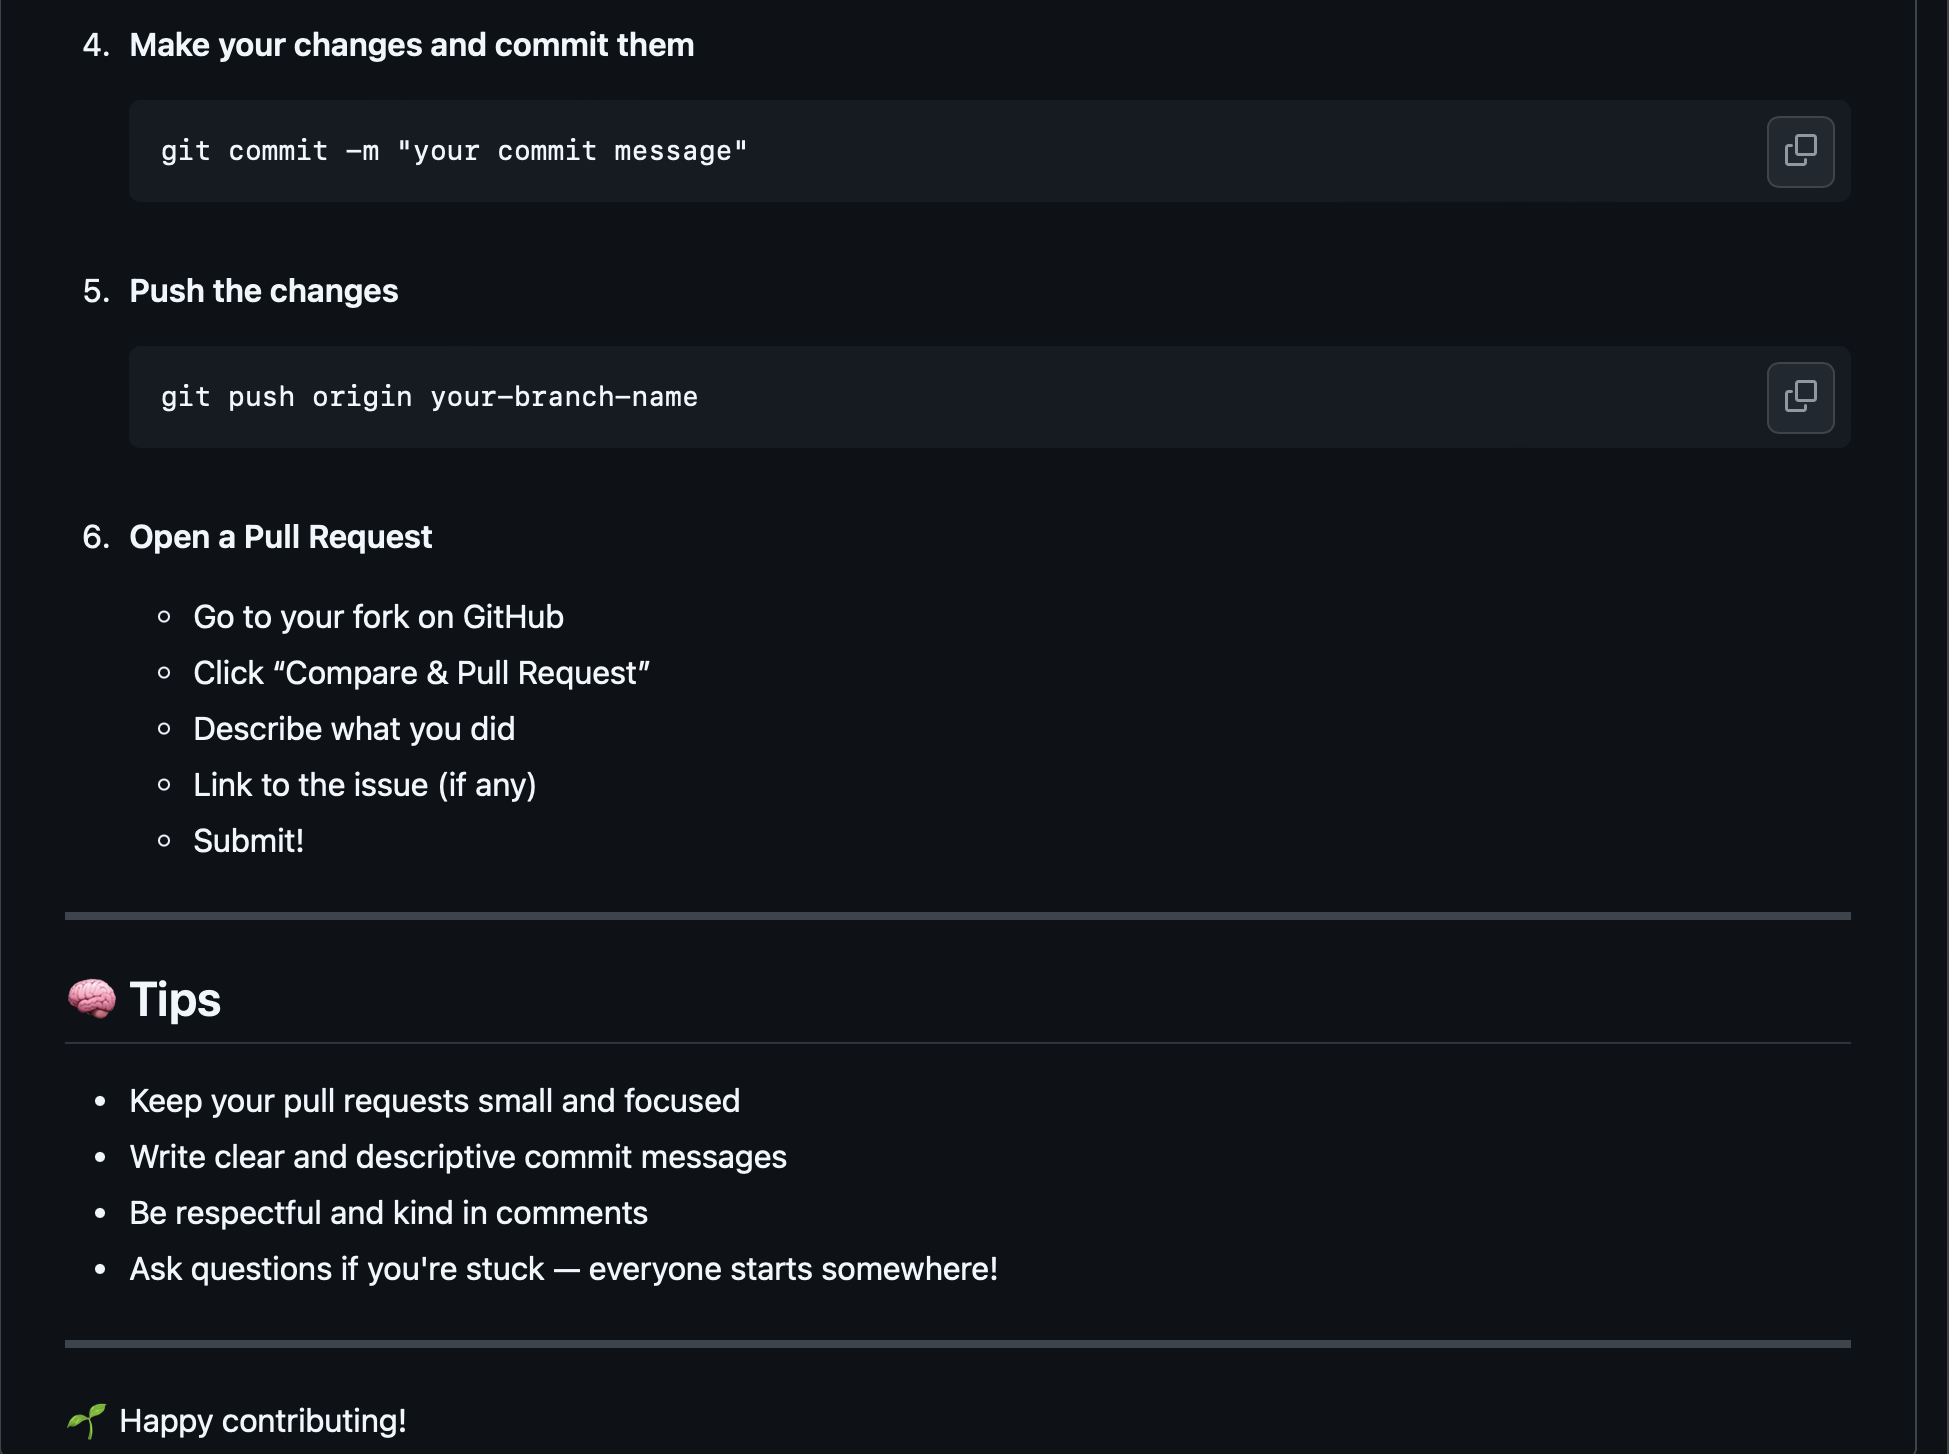 4. Make your changes and commit them
git commit -m "your commit message"
5. Push the changes
git push origin your-branch-name
6. Open a Pull Request
Go to your fork on GitHub
Click “Compare & Pull Request”
Describe what you did
Link to the issue (if any)
Submit!
🧠 Tips
Keep your pull requests small and focused
Write clear and descriptive commit messages
Be respectful and kind in comments
Ask questions if you're stuck — everyone starts somewhere!
🌱 Happy contributing!